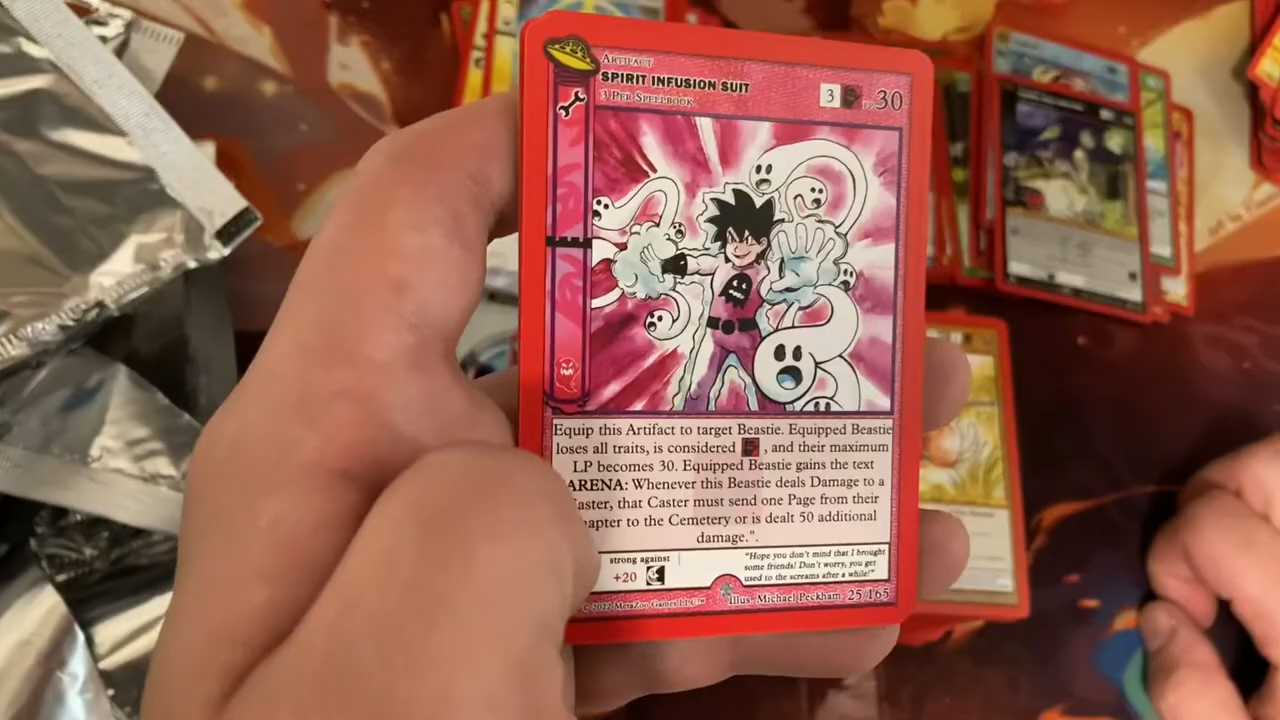 ARTIFACT
SPIRIT INFUSION SUIT
3 PER SPELLBOOK
3 LP 30
Equip this Artifact to target Beastie. Equipped Beastie
loses all traits, is considered , and their maximum
LP becomes 30. Equipped Beastie gains the text
ARENA: Whenever this Beastie deals Damage to a
aster, that Caster must send one Page from their
apter to the Cemetery or is dealt 50 additional
damage.".
strong against
+20
"Hope you don't mind that I brought
some friends! Don't worry, you get
used to the screams after a while!"
© 2022 MetaZoo Games LLC™
Illus. Michael Peckham 25/165